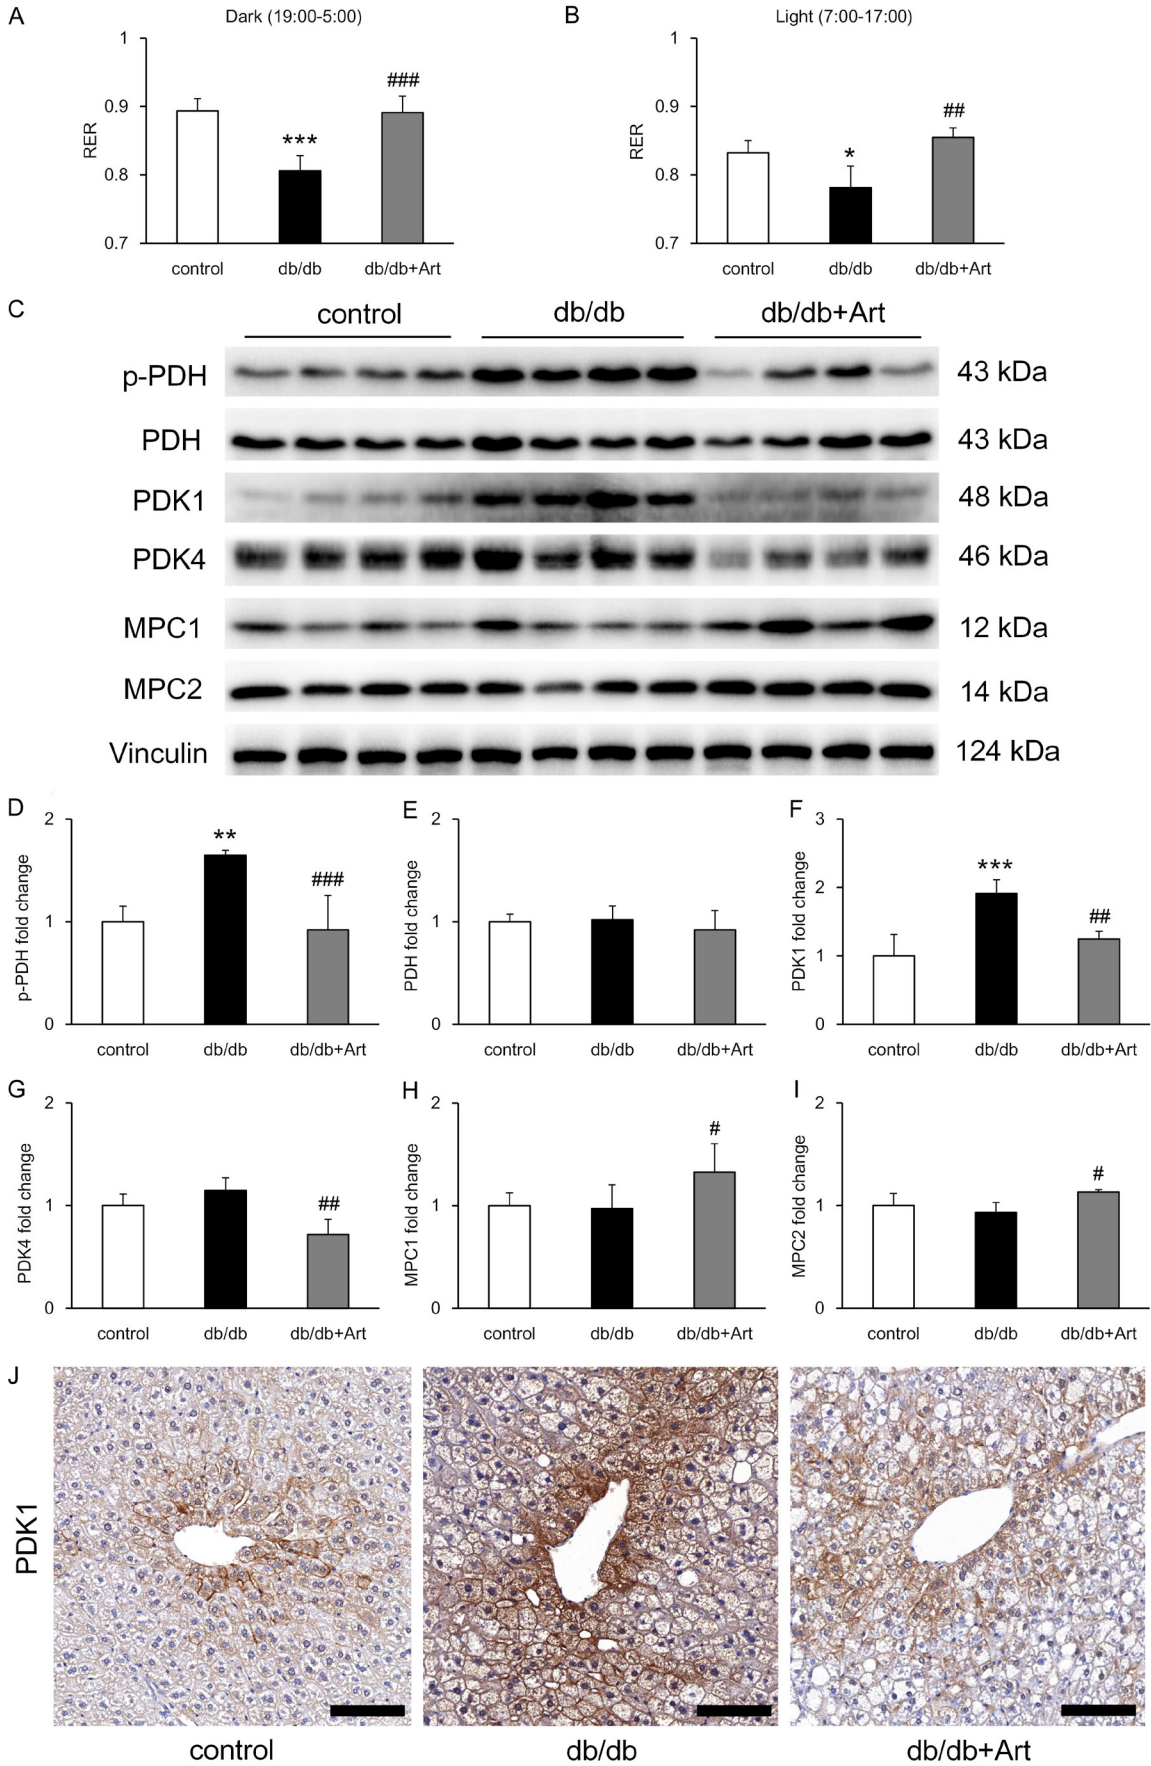 A
Dark (19:00-5:00)
1
0.9
0.8
0.7
RER
***
###
control
db/db
db/db+Art
B
Light (7:00-17:00)
1
0.9
0.8
0.7
RER
*
##
control
db/db
db/db+Art
C
control
db/db
db/db+Art
p-PDH
43 kDa
PDH
43 kDa
PDK1
48 kDa
PDK4
46 kDa
MPC1
12 kDa
MPC2
14 kDa
Vinculin
124 kDa
D
2
1
0
p-PDH fold change
**
###
control
db/db
db/db+Art
E
2
1
0
PDH fold change
control
db/db
db/db+Art
F
3
2
1
0
PDK1 fold change
***
##
control
db/db
db/db+Art
G
2
1
0
PDK4 fold change
##
control
db/db
db/db+Art
H
2
1
0
MPC1 fold change
#
control
db/db
db/db+Art
I
2
1
0
MPC2 fold change
#
control
db/db
db/db+Art
J
PDK1
control
db/db
db/db+Art